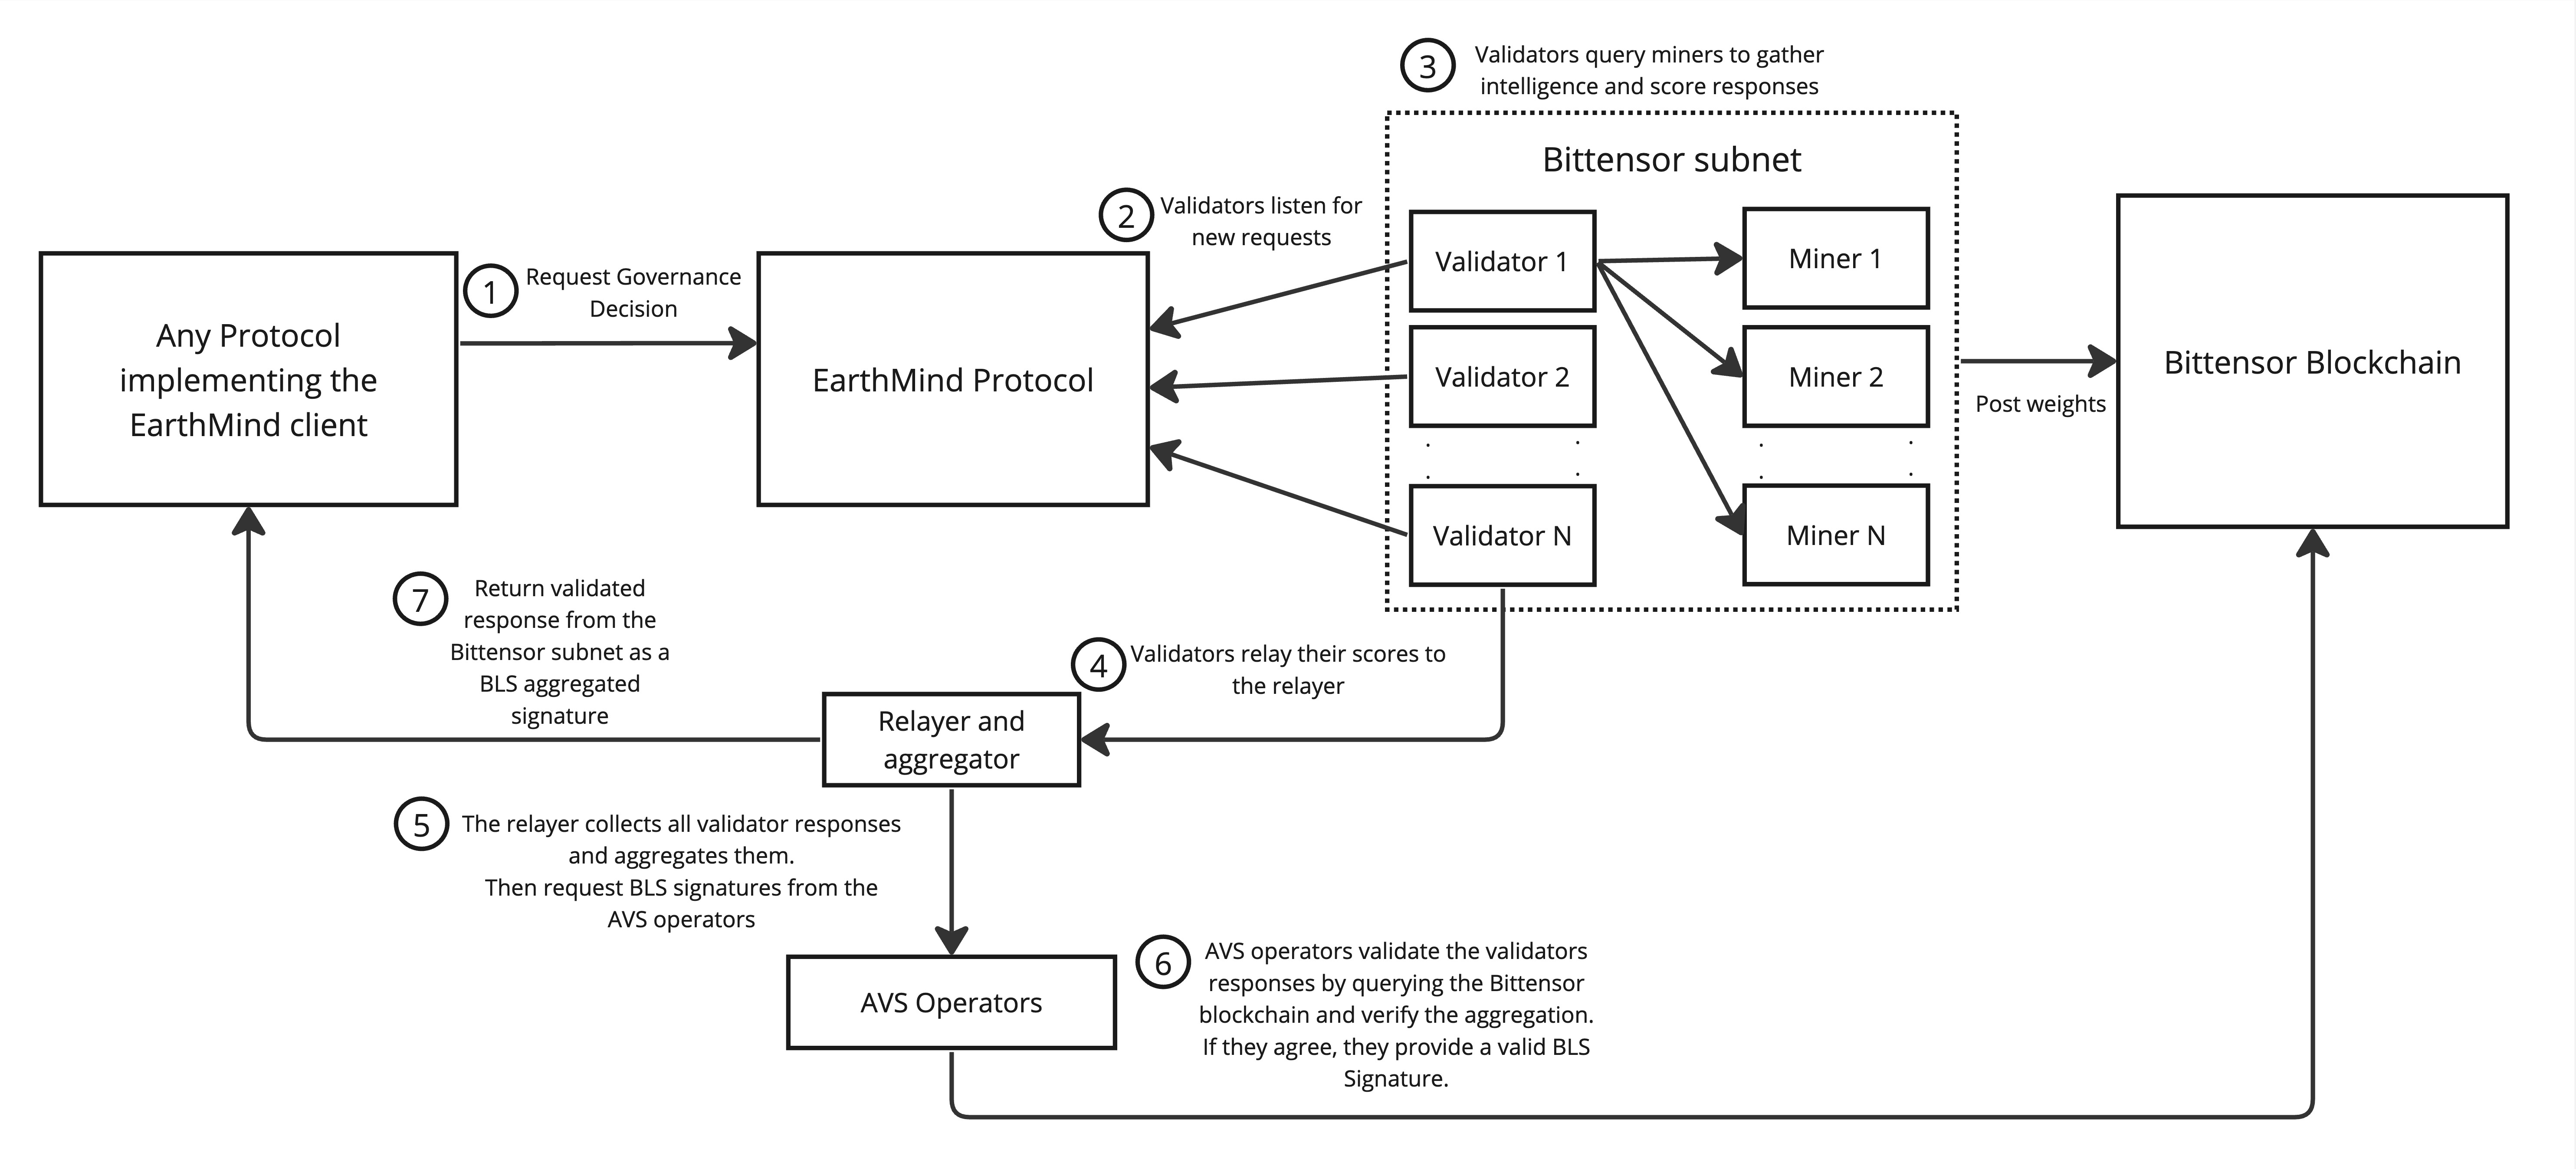 3
Validators query miners to gather
intelligence and score responses
Bittensor subnet
2
Validators listen for
new requests
Validator 1
Miner 1
1
Request Governance
Decision
Any Protocol
implementing the
EarthMind client
EarthMind Protocol
Validator 2
Miner 2
Bittensor Blockchain
Post weights
Validator N
Miner N
7
Return validated
response from the
Bittensor subnet as a
BLS aggregated
signature
4
Validators relay their scores to
the relayer
Relayer and
aggregator
5
The relayer collects all validator responses
and aggregates them.
Then request BLS signatures from the
AVS operators
AVS Operators
6
AVS operators validate the validators
responses by querying the Bittensor
blockchain and verify the aggregation.
If they agree, they provide a valid BLS
Signature.